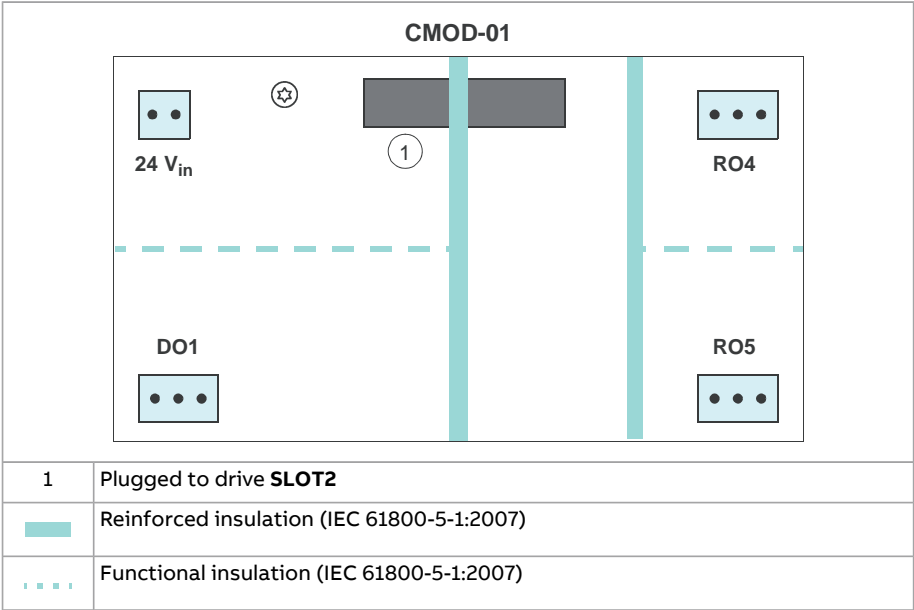 CMOD-01
24 Vin
1
RO4
DO1
RO5
1 Plugged to drive SLOT2
Reinforced insulation (IEC 61800-5-1:2007)
Functional insulation (IEC 61800-5-1:2007)